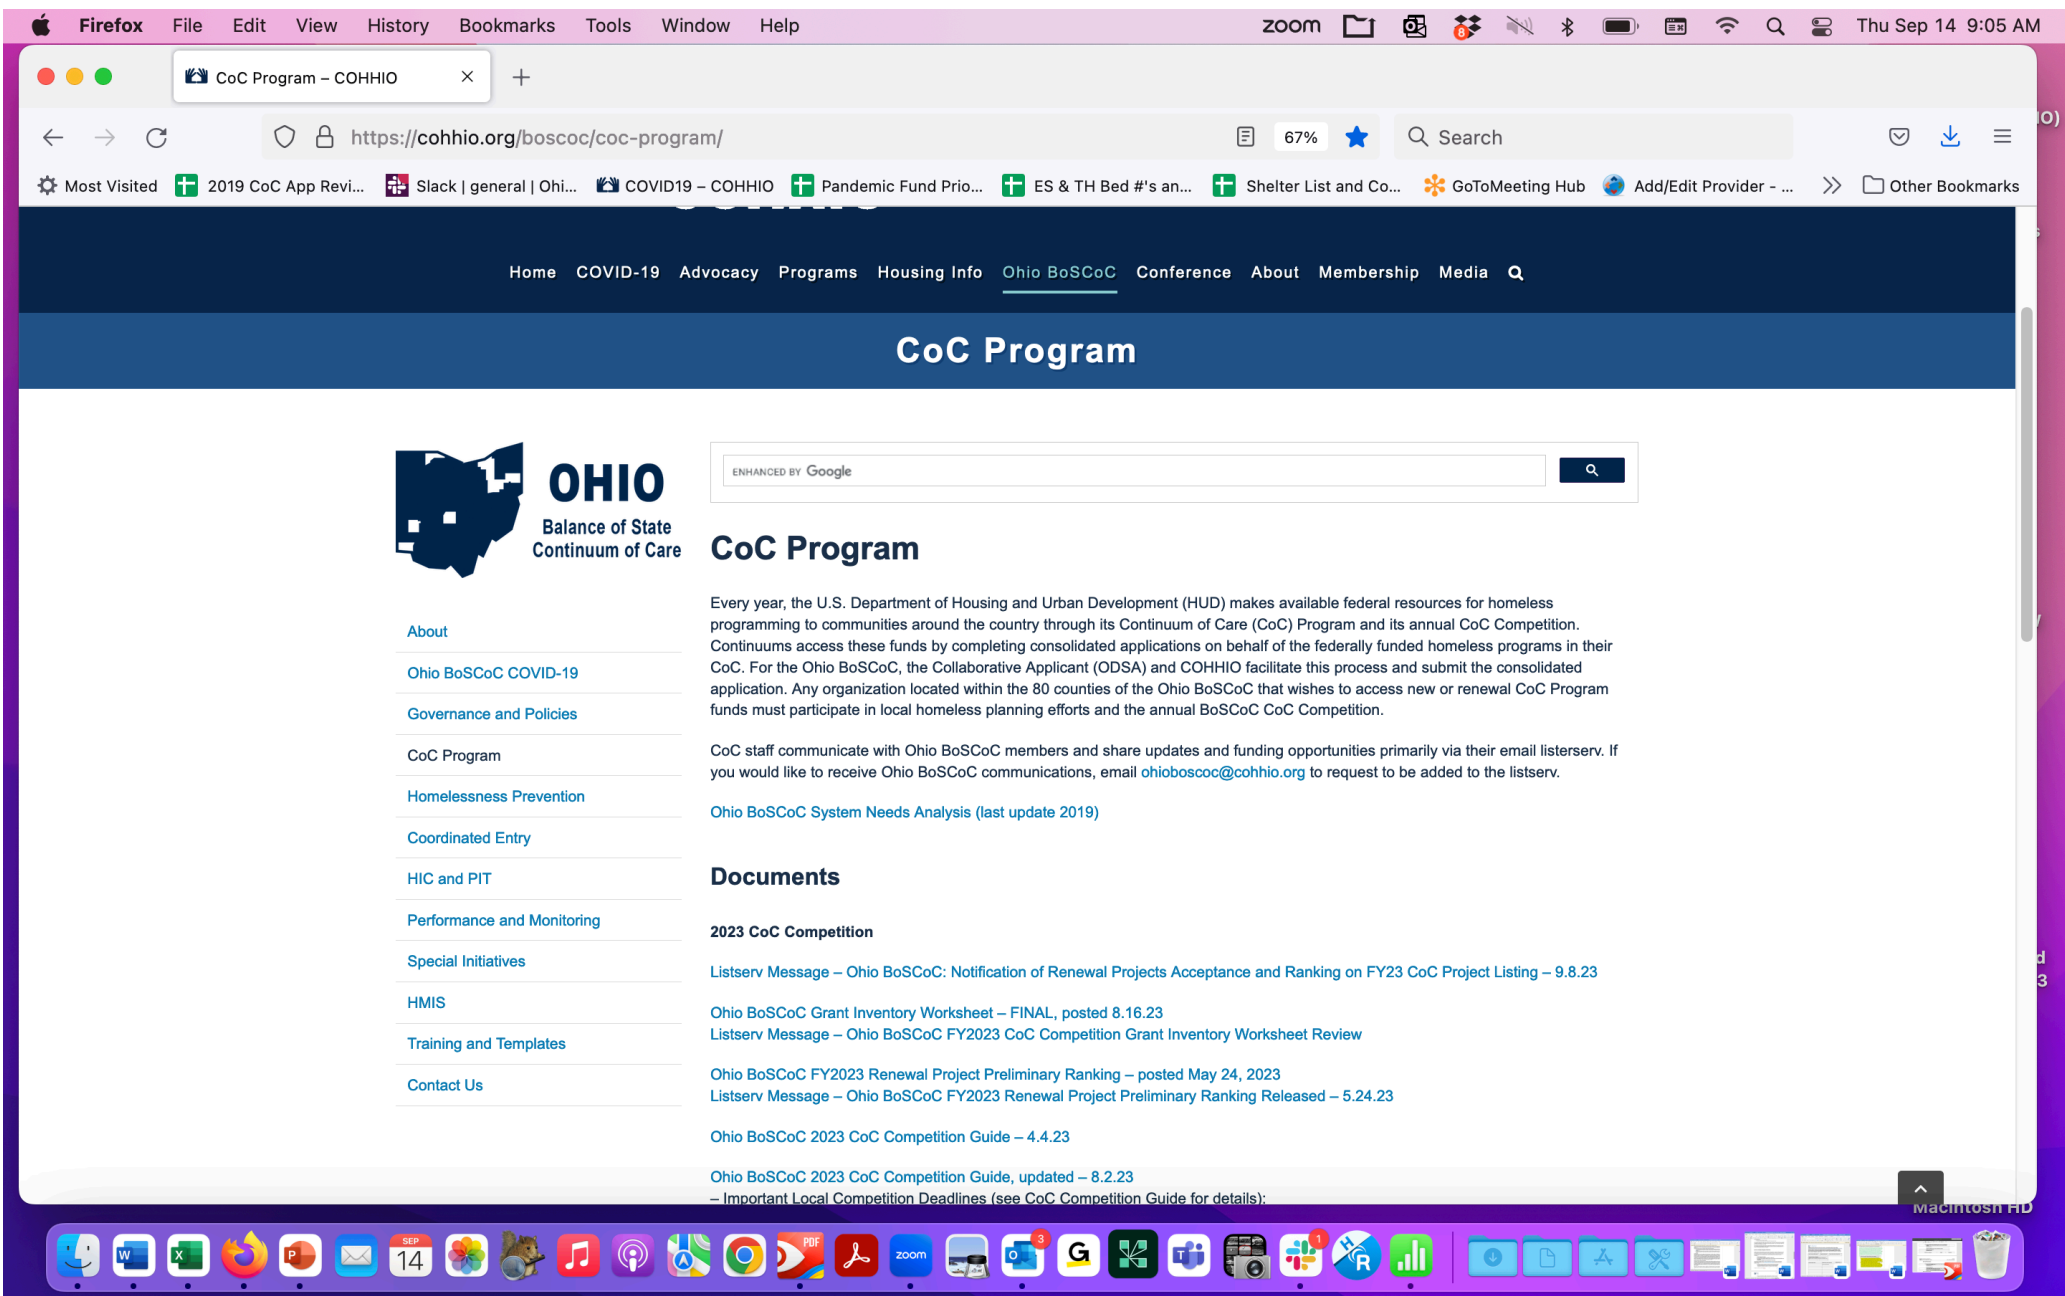 Firefox File Edit View History Bookmarks Tools Window Help zoom 8 Thu Sep 14 9:05 AM
CoC Program – COHHIO
https://cohhio.org/boscoc/coc-program/ 67% Search
Most Visited 2019 CoC App Revi... Slack | general | Ohi... COVID19 – COHHIO Pandemic Fund Prio... ES & TH Bed #'s an... Shelter List and Co... GoToMeeting Hub Add/Edit Provider - ... Other Bookmarks
Home COVID-19 Advocacy Programs Housing Info Ohio BoSCoC Conference About Membership Media
CoC Program
OHIO
Balance of State
Continuum of Care
About
Ohio BoSCoC COVID-19
Governance and Policies
CoC Program
Homelessness Prevention
Coordinated Entry
HIC and PIT
Performance and Monitoring
Special Initiatives
HMIS
Training and Templates
Contact Us
ENHANCED BY Google
CoC Program
Every year, the U.S. Department of Housing and Urban Development (HUD) makes available federal resources for homeless
programming to communities around the country through its Continuum of Care (CoC) Program and its annual CoC Competition.
Continuums access these funds by completing consolidated applications on behalf of the federally funded homeless programs in their
CoC. For the Ohio BoSCoC, the Collaborative Applicant (ODSA) and COHHIO facilitate this process and submit the consolidated
application. Any organization located within the 80 counties of the Ohio BoSCoC that wishes to access new or renewal CoC Program
funds must participate in local homeless planning efforts and the annual BoSCoC CoC Competition.
CoC staff communicate with Ohio BoSCoC members and share updates and funding opportunities primarily via their email listerserv. If
you would like to receive Ohio BoSCoC communications, email ohioboscoc@cohhio.org to request to be added to the listserv.
Ohio BoSCoC System Needs Analysis (last update 2019)
Documents
2023 CoC Competition
Listserv Message – Ohio BoSCoC: Notification of Renewal Projects Acceptance and Ranking on FY23 CoC Project Listing – 9.8.23
Ohio BoSCoC Grant Inventory Worksheet – FINAL, posted 8.16.23
Listserv Message – Ohio BoSCoC FY2023 CoC Competition Grant Inventory Worksheet Review
Ohio BoSCoC FY2023 Renewal Project Preliminary Ranking – posted May 24, 2023
Listserv Message – Ohio BoSCoC FY2023 Renewal Project Preliminary Ranking Released – 5.24.23
Ohio BoSCoC 2023 CoC Competition Guide – 4.4.23
Ohio BoSCoC 2023 CoC Competition Guide, updated – 8.2.23
– Important Local Competition Deadlines (see CoC Competition Guide for details):
Macintosh HD
SEP
14
PDF
zoom
3
1